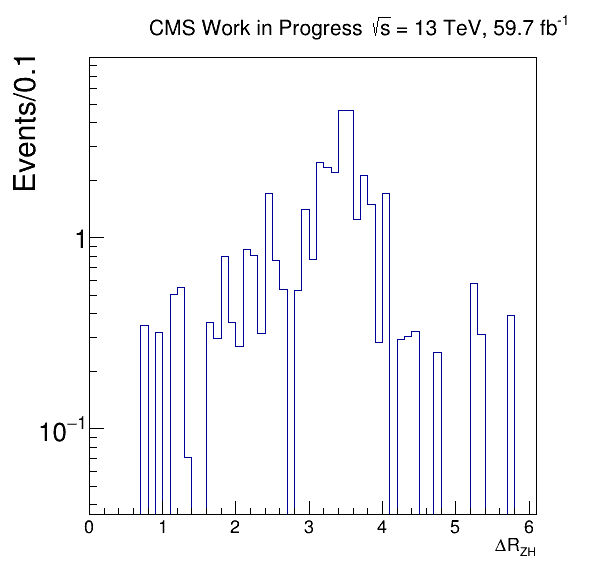 CMS Work in Progress √s = 13 TeV, 59.7 fb⁻¹
Events/0.1
1
10⁻¹
0 1 2 3 4 5 6
ΔR_ZH